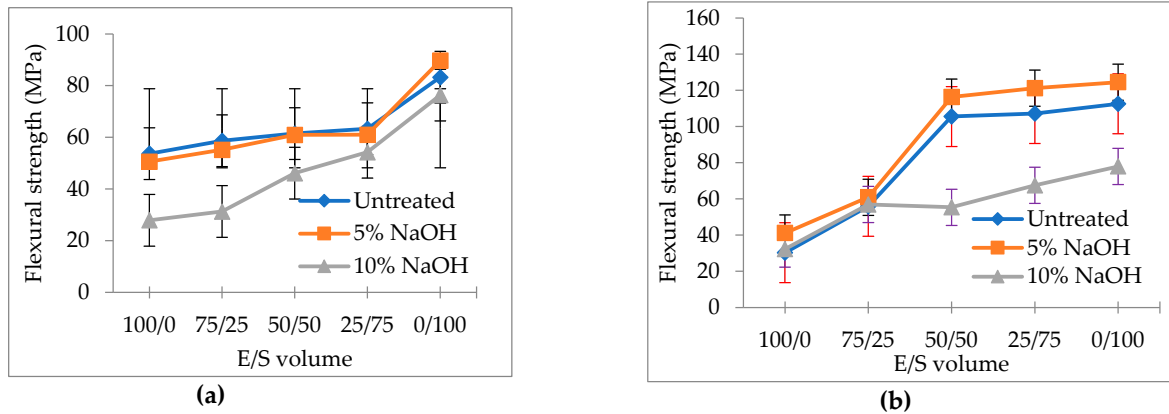 Flexural strength (MPa)
100
80
60
40
20
0
Untreated
5% NaOH
10% NaOH
100/0 75/25 50/50 25/75 0/100
E/S volume
(a)
Flexural strength (MPa)
160
140
120
100
80
60
40
20
0
Untreated
5% NaOH
10% NaOH
100/0 75/25 50/50 25/75 0/100
E/S volume
(b)